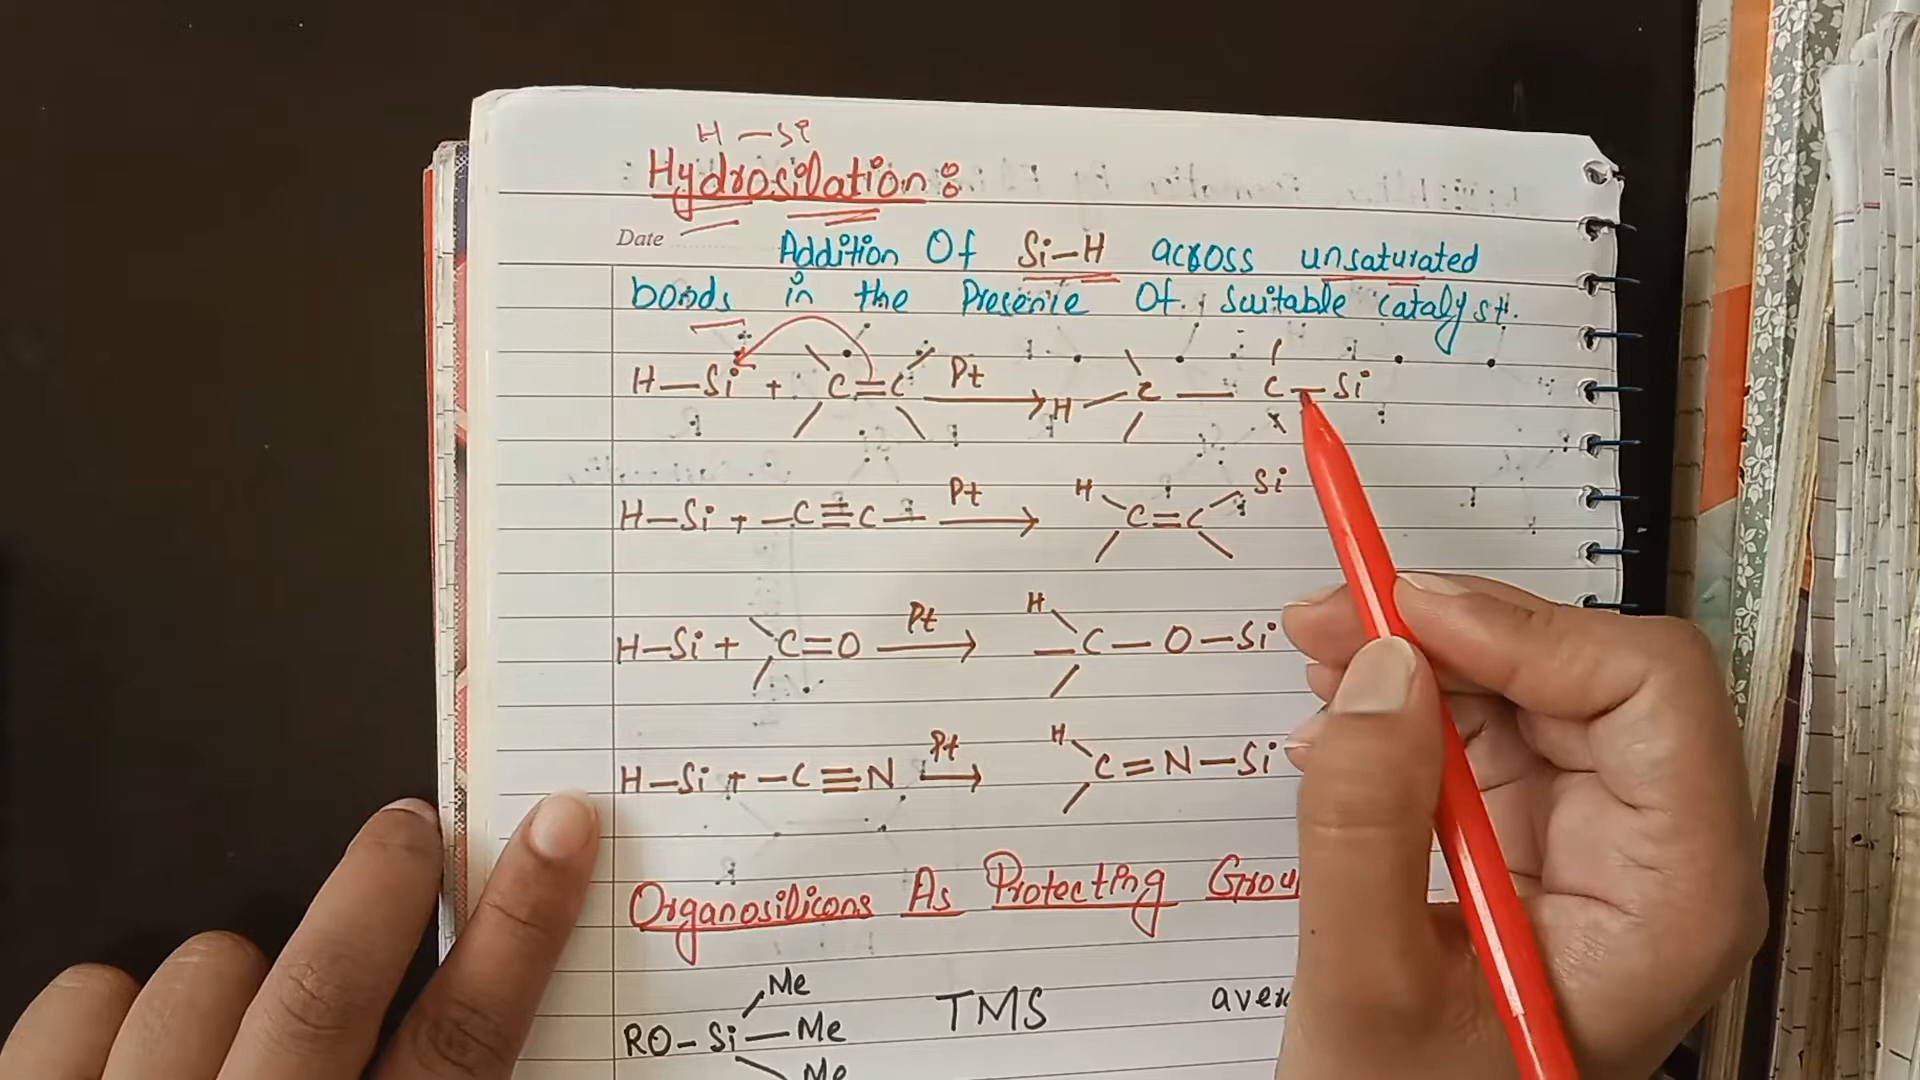 H—Si
Hydrosilation:
Date
Addition Of Si—H across unsaturated
bonds in the Presence Of suitable catalyst.
H—Si + C=C Pt → H—C—C—Si
H—Si + —C≡C— Pt → H C=C Si
H—Si + C=O Pt → H —C—O—Si
H—Si + —C≡N Pt → H C=N—Si
Organosilicons As Protecting
Me
RO—Si—Me TMS
Me